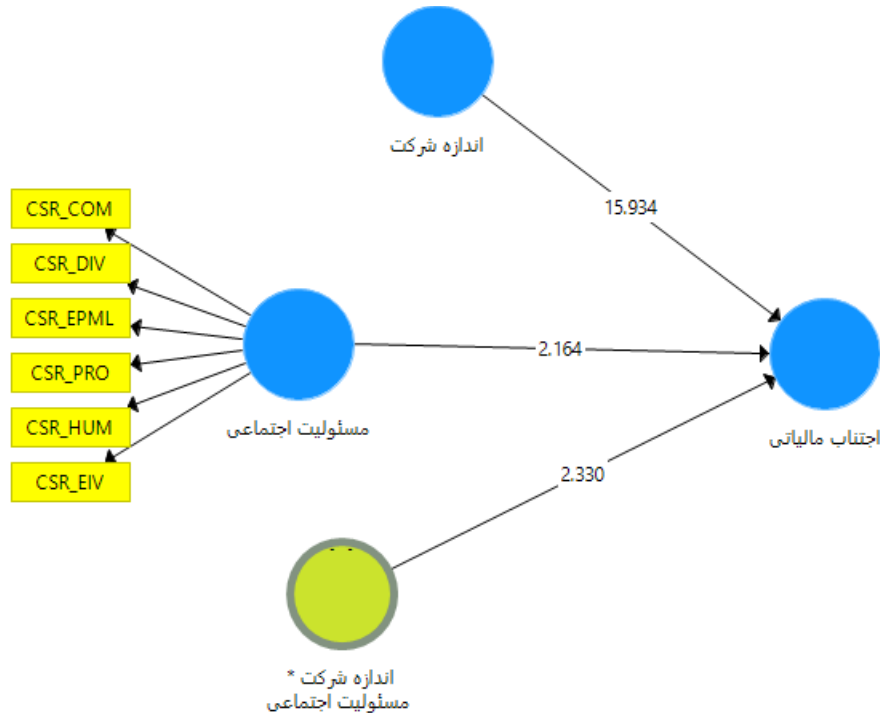 اندازه شرکت
15.934
CSR_COM
CSR_DIV
CSR_EPML
CSR_PRO
CSR_HUM
CSR_EIV
مسئولیت اجتماعی
2.164
اجتناب مالیاتی
2.330
اندازه شرکت *
مسئولیت اجتماعی